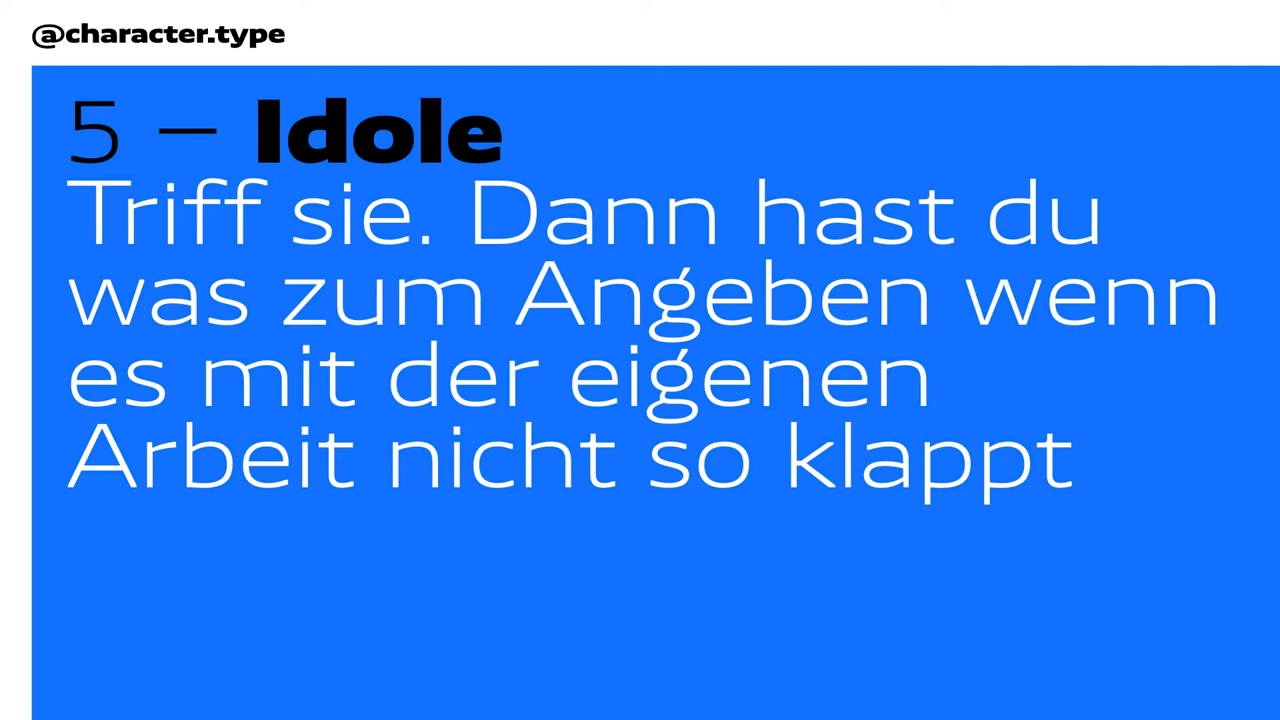 @character.type
5 – Idole
Triff sie. Dann hast du
was zum Angeben wenn
es mit der eigenen
Arbeit nicht so klappt